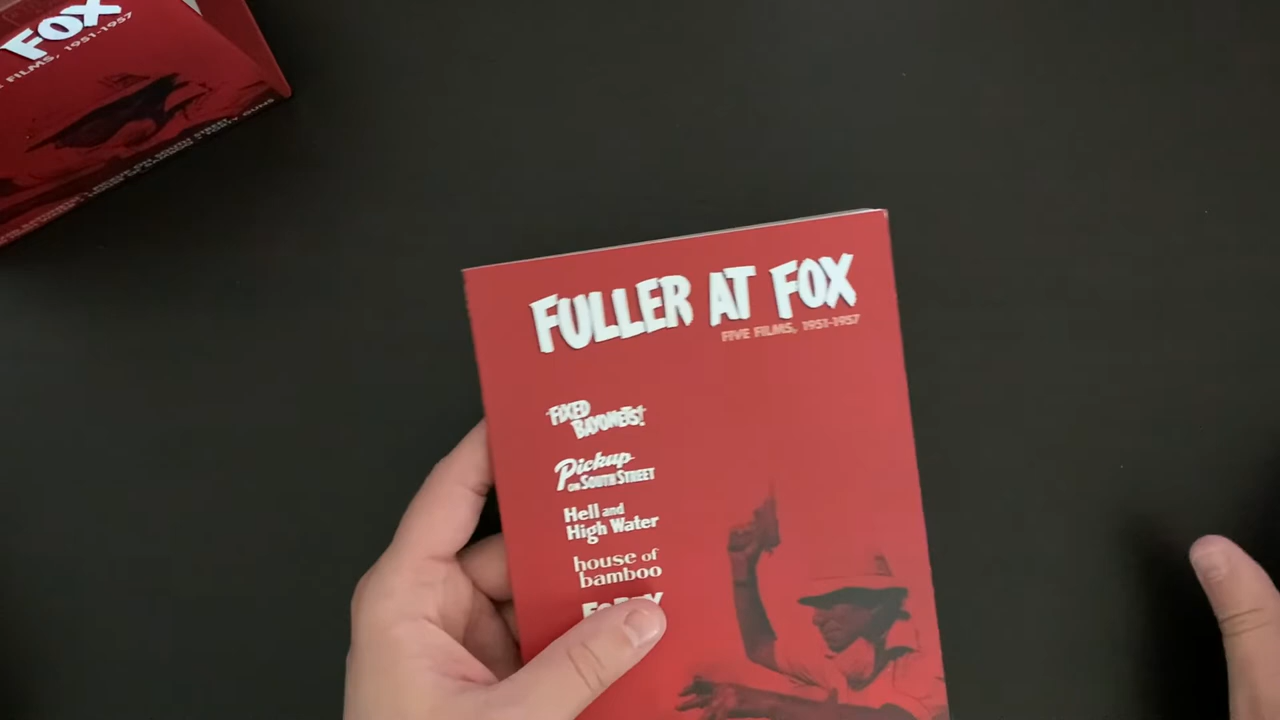 FOX
FILMS, 1951-1957
FULLER AT FOX
FIVE FILMS, 1951-1957
FIXED
BAYONETS!
Pickup
ON SOUTH STREET
Hell and
High Water
house of
bamboo